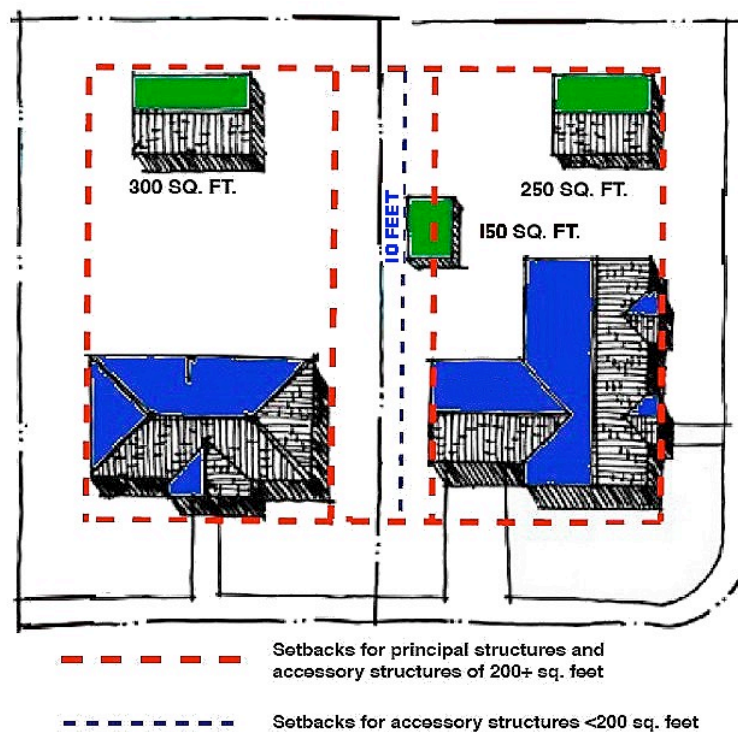 300 SQ. FT.
250 SQ. FT.
10 FEET
150 SQ. FT.
Setbacks for principal structures and
accessory structures of 200+ sq. feet
Setbacks for accessory structures <200 sq. feet